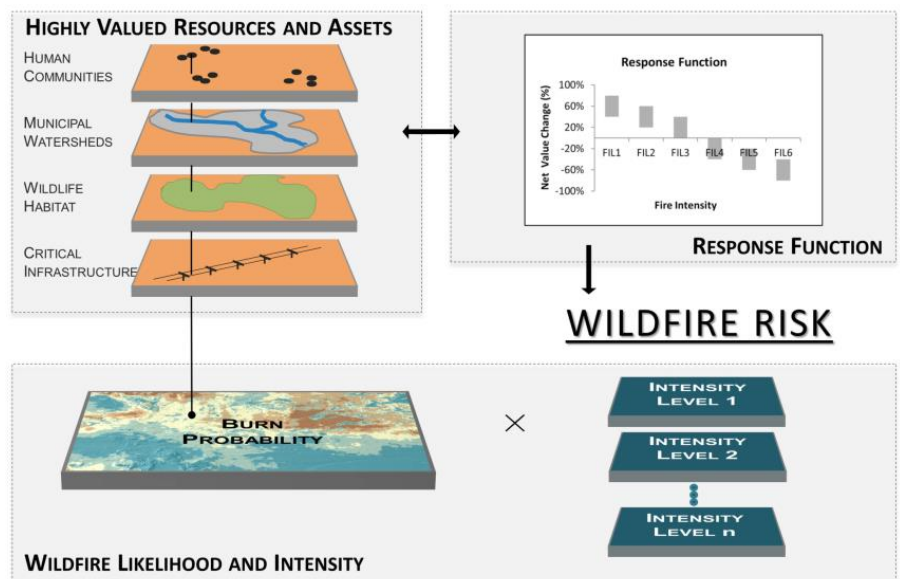 HIGHLY VALUED RESOURCES AND ASSETS
HUMAN
COMMUNITIES
MUNICIPAL
WATERSHEDS
WILDLIFE
HABITAT
CRITICAL
INFRASTRUCTURE
Response Function
Net Value Change (%)
100%
60%
20%
-20%
-60%
-100%
FIL1 FIL2 FIL3 FIL4 FIL5 FIL6
Fire Intensity
RESPONSE FUNCTION
WILDFIRE RISK
BURN
PROBABILITY
×
INTENSITY
LEVEL 1
INTENSITY
LEVEL 2
INTENSITY
LEVEL n
WILDFIRE LIKELIHOOD AND INTENSITY